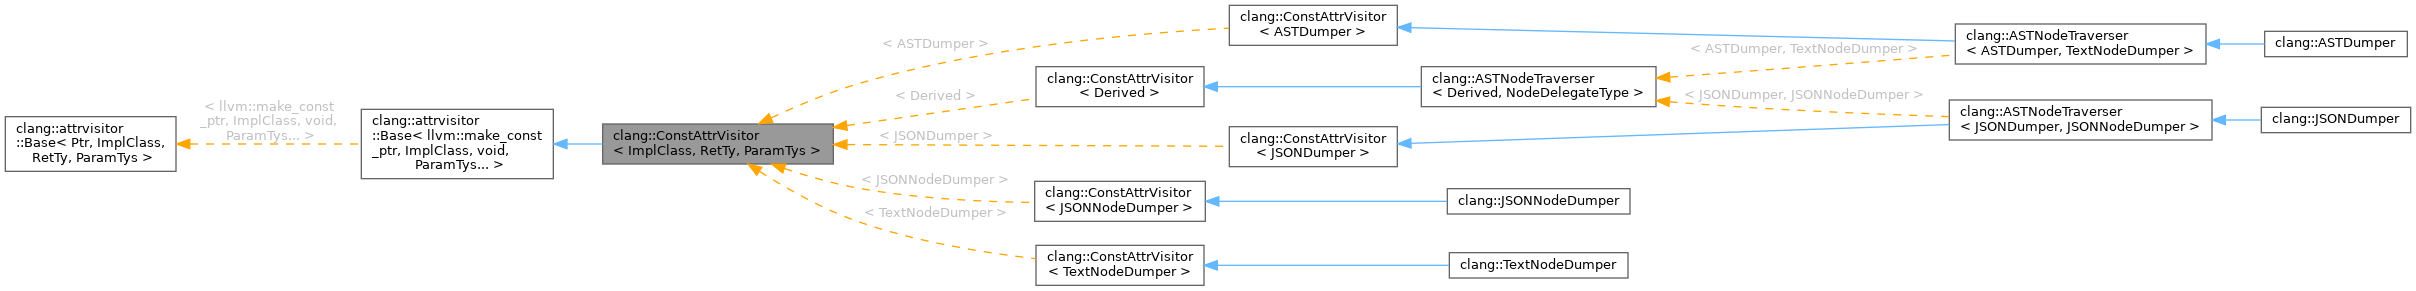 clang::attrvisitor
::Base< Ptr, ImplClass,
RetTy, ParamTys >
< llvm::make_const
_ptr, ImplClass, void,
ParamTys... >
clang::attrvisitor
::Base< llvm::make_const
_ptr, ImplClass, void,
ParamTys... >
clang::ConstAttrVisitor
< ImplClass, RetTy, ParamTys >
< ASTDumper >
< Derived >
< JSONDumper >
< JSONNodeDumper >
< TextNodeDumper >
clang::ConstAttrVisitor
< ASTDumper >
clang::ConstAttrVisitor
< Derived >
clang::ConstAttrVisitor
< JSONDumper >
clang::ConstAttrVisitor
< JSONNodeDumper >
clang::ConstAttrVisitor
< TextNodeDumper >
clang::ASTNodeTraverser
< Derived, NodeDelegateType >
clang::JSONNodeDumper
clang::TextNodeDumper
< ASTDumper, TextNodeDumper >
< JSONDumper, JSONNodeDumper >
clang::ASTNodeTraverser
< ASTDumper, TextNodeDumper >
clang::ASTNodeTraverser
< JSONDumper, JSONNodeDumper >
clang::ASTDumper
clang::JSONDumper